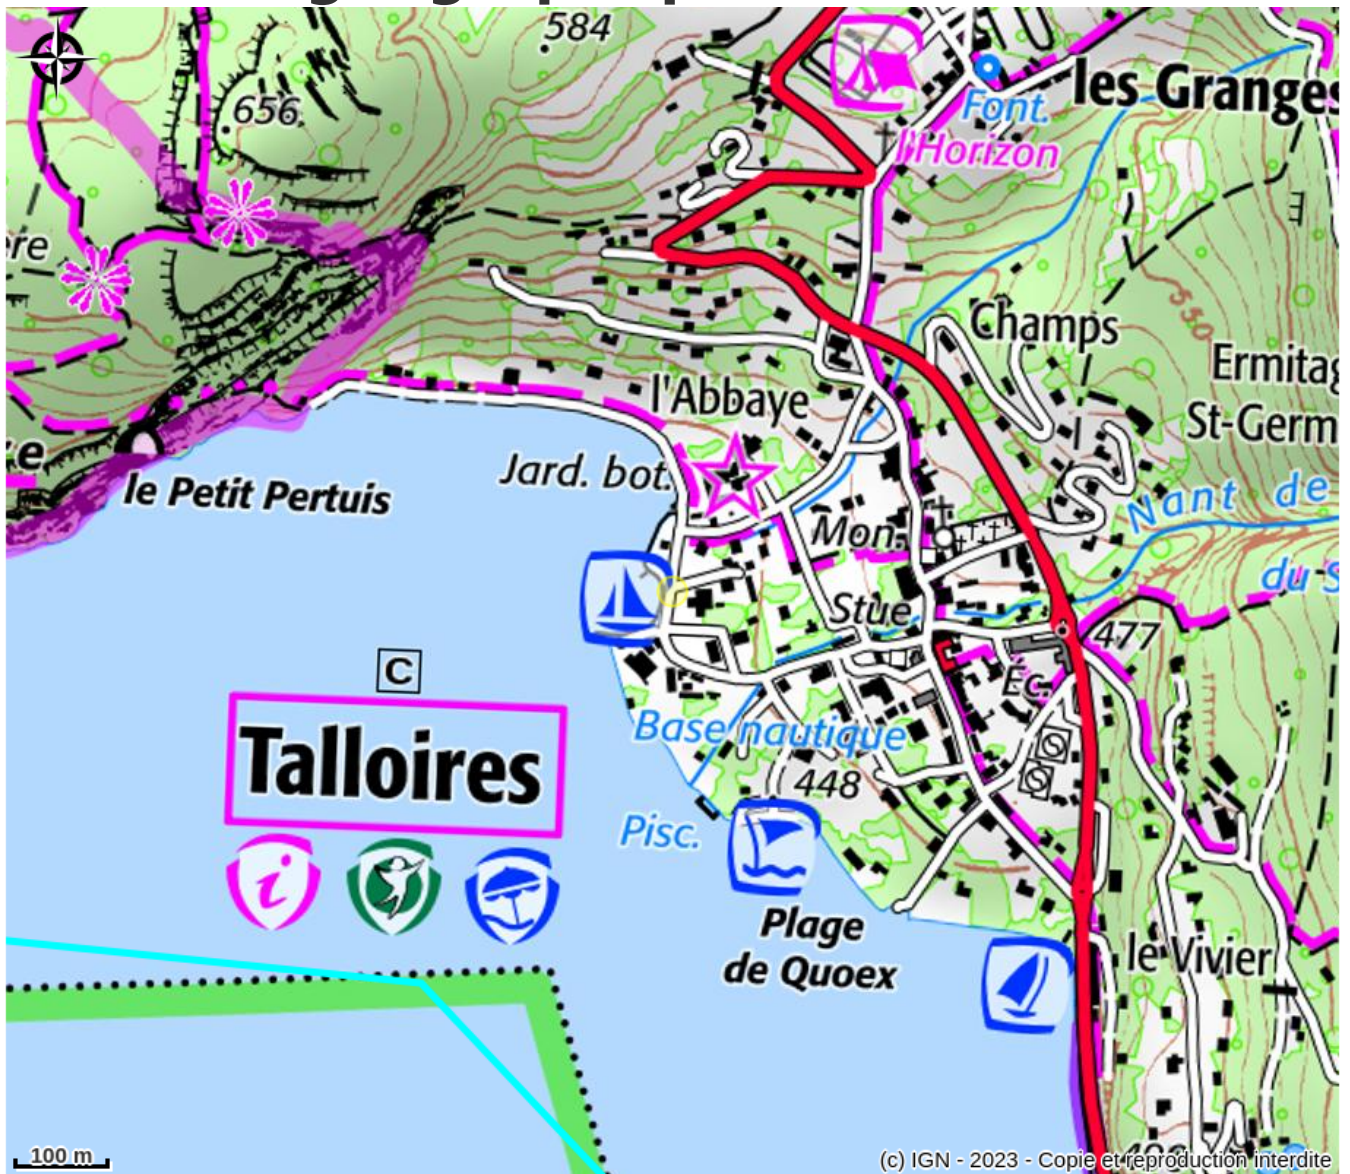 584
656
les Granges
Font.
l'Horizon
Champs
550
Ermitag
St-Germ
l'Abbaye
Jard. bot.
le Petit Pertuis
Nant de
Mon.
du S
Stue
477
Éc.
C
Talloires
Base nautique
448
Pisc.
i
Plage
de Quoex
le Vivier
100 m
(c) IGN - 2023 - Copie et reproduction interdite